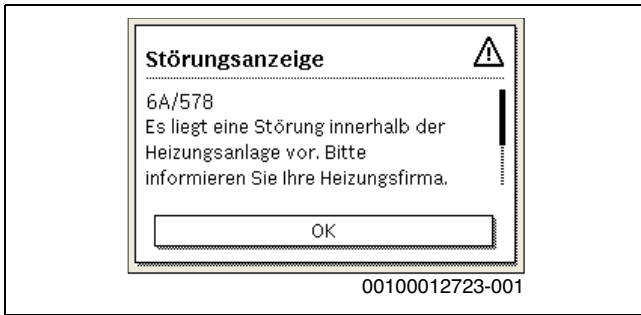 Störungsanzeige
6A/578
Es liegt eine Störung innerhalb der
Heizungsanlage vor. Bitte
informieren Sie Ihre Heizungsfirma.
OK
00100012723-001